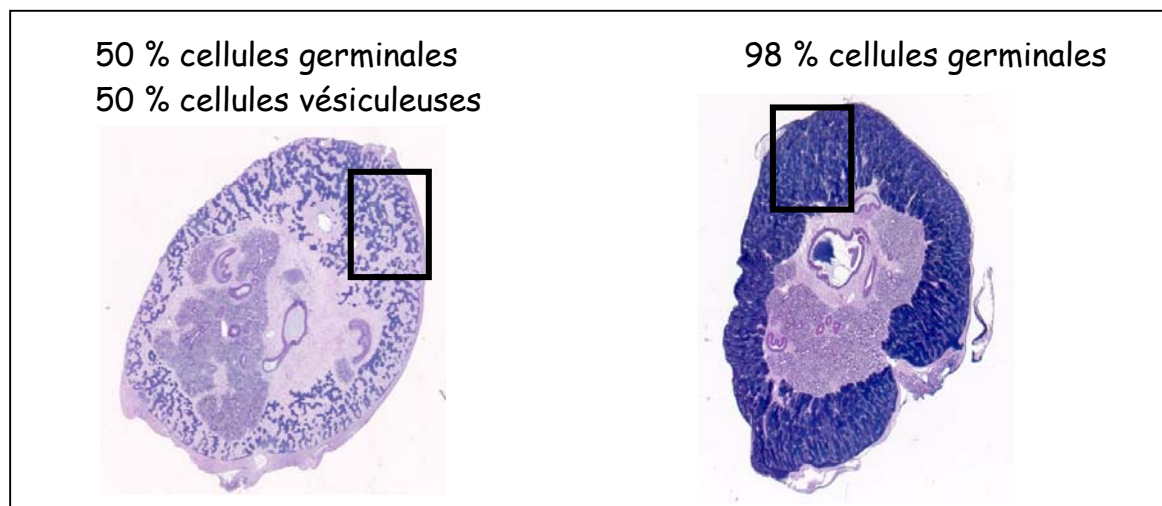 50 % cellules germinales
50 % cellules vésiculeuses
98 % cellules germinales